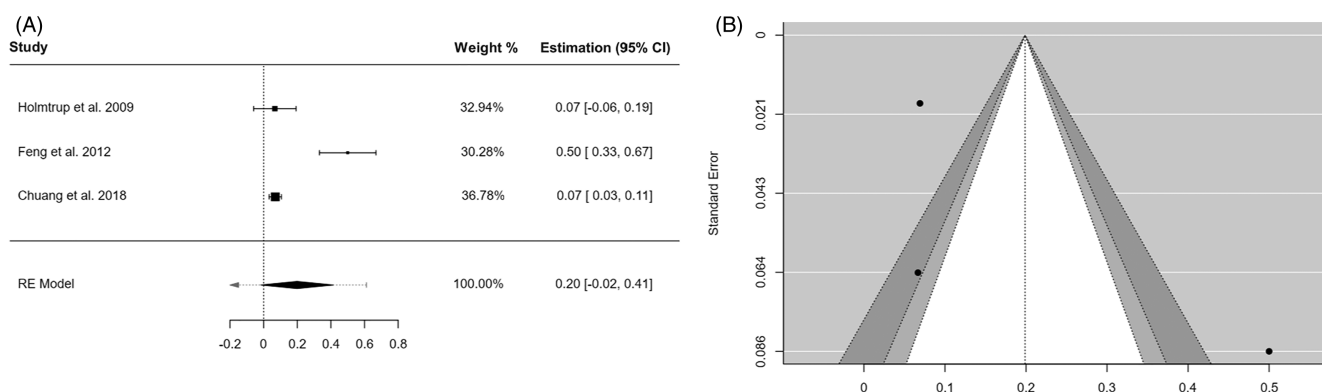 (A)
Study Weight % Estimation (95% CI)
Holmtrup et al. 2009 32.94% 0.07 [-0.06, 0.19]
Feng et al. 2012 30.28% 0.50 [ 0.33, 0.67]
Chuang et al. 2018 36.78% 0.07 [ 0.03, 0.11]
RE Model 100.00% 0.20 [-0.02, 0.41]
-0.2 0 0.2 0.4 0.6 0.8
(B)
Standard Error
0
0.021
0.043
0.064
0.086
0 0.1 0.2 0.3 0.4 0.5